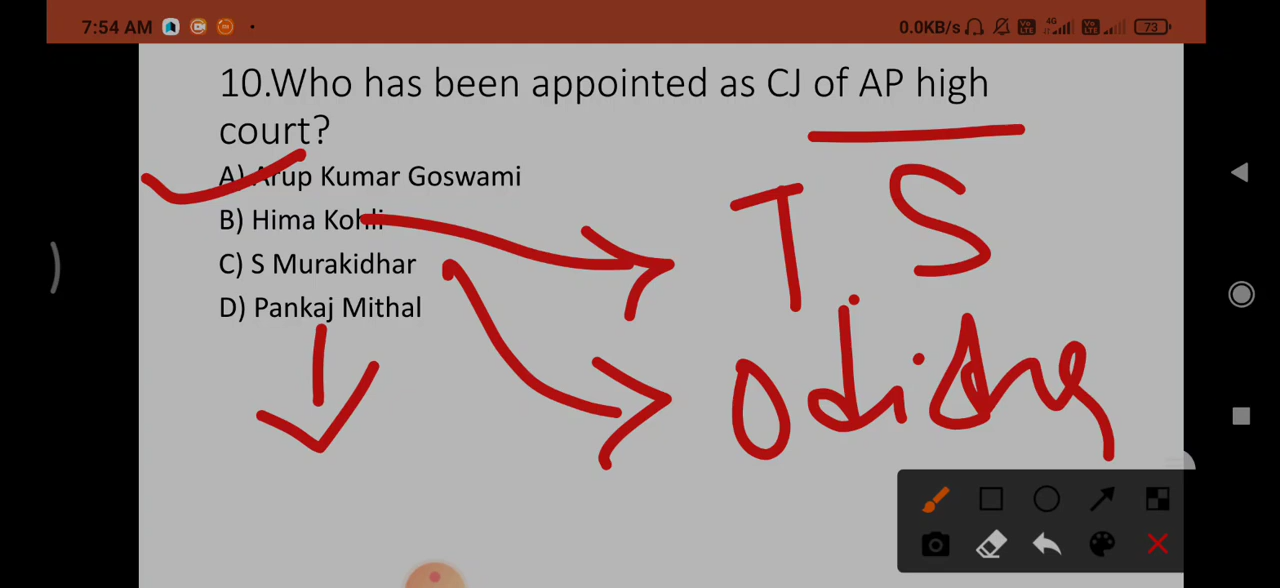 7:54 AM
0.0KB/s 4G 73
10.Who has been appointed as CJ of AP high
court?
A) Arup Kumar Goswami
B) Hima Kohli
C) S Murakidhar
D) Pankaj Mithal
T S
Odisha